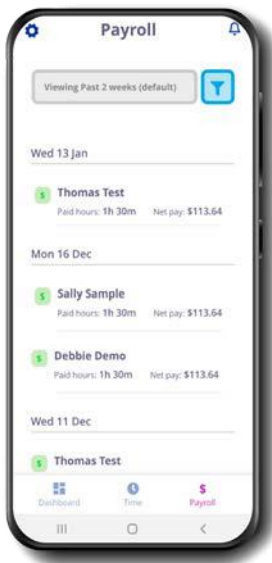 Payroll
Viewing Past 2 weeks (default)
Wed 13 Jan
$ Thomas Test
Paid hours: 1h 30m Net pay: $113.64
Mon 16 Dec
$ Sally Sample
Paid hours: 1h 30m Net pay: $113.64
$ Debbie Demo
Paid hours: 1h 30m Net pay: $113.64
Wed 11 Dec
$ Thomas Test
$
Dashboard Time Payroll